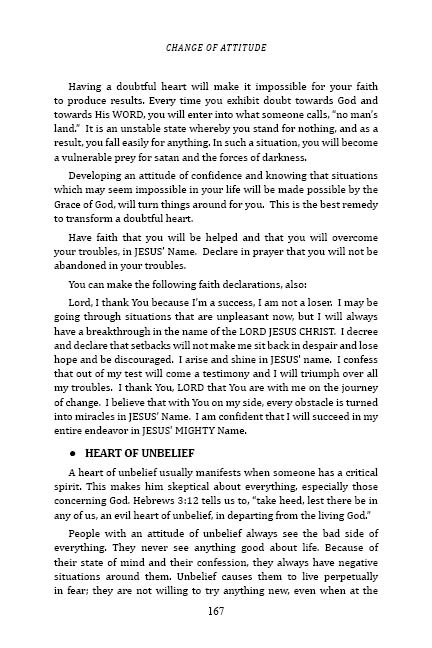 CHANGE OF ATTITUDE
Having a doubtful heart will make it impossible for your faith
to produce results. Every time you exhibit doubt towards God and
towards His WORD, you will enter into what someone calls, “no man’s
land.” It is an unstable state whereby you stand for nothing, and as a
result, you fall easily for anything. In such a situation, you will become
a vulnerable prey for satan and the forces of darkness.
Developing an attitude of confidence and knowing that situations
which may seem impossible in your life will be made possible by the
Grace of God, will turn things around for you. This is the best remedy
to transform a doubtful heart.
Have faith that you will be helped and that you will overcome
your troubles, in JESUS’ Name. Declare in prayer that you will not be
abandoned in your troubles.
You can make the following faith declarations, also:
Lord, I thank You because I’m a success, I am not a loser. I may be
going through situations that are unpleasant now, but I will always
have a breakthrough in the name of the LORD JESUS CHRIST. I decree
and declare that setbacks will not make me sit back in despair and lose
hope and be discouraged. I arise and shine in JESUS’ name. I confess
that out of my test will come a testimony and I will triumph over all
my troubles. I thank You, LORD that You are with me on the journey
of change. I believe that with You on my side, every obstacle is turned
into miracles in JESUS’ Name. I am confident that I will succeed in my
entire endeavor in JESUS’ MIGHTY Name.
● HEART OF UNBELIEF
A heart of unbelief usually manifests when someone has a critical
spirit. This makes him skeptical about everything, especially those
concerning God. Hebrews 3:12 tells us to, “take heed, lest there be in
any of us, an evil heart of unbelief, in departing from the living God.”
People with an attitude of unbelief always see the bad side of
everything. They never see anything good about life. Because of
their state of mind and their confession, they always have negative
situations around them. Unbelief causes them to live perpetually
in fear; they are not willing to try anything new, even when at the
167